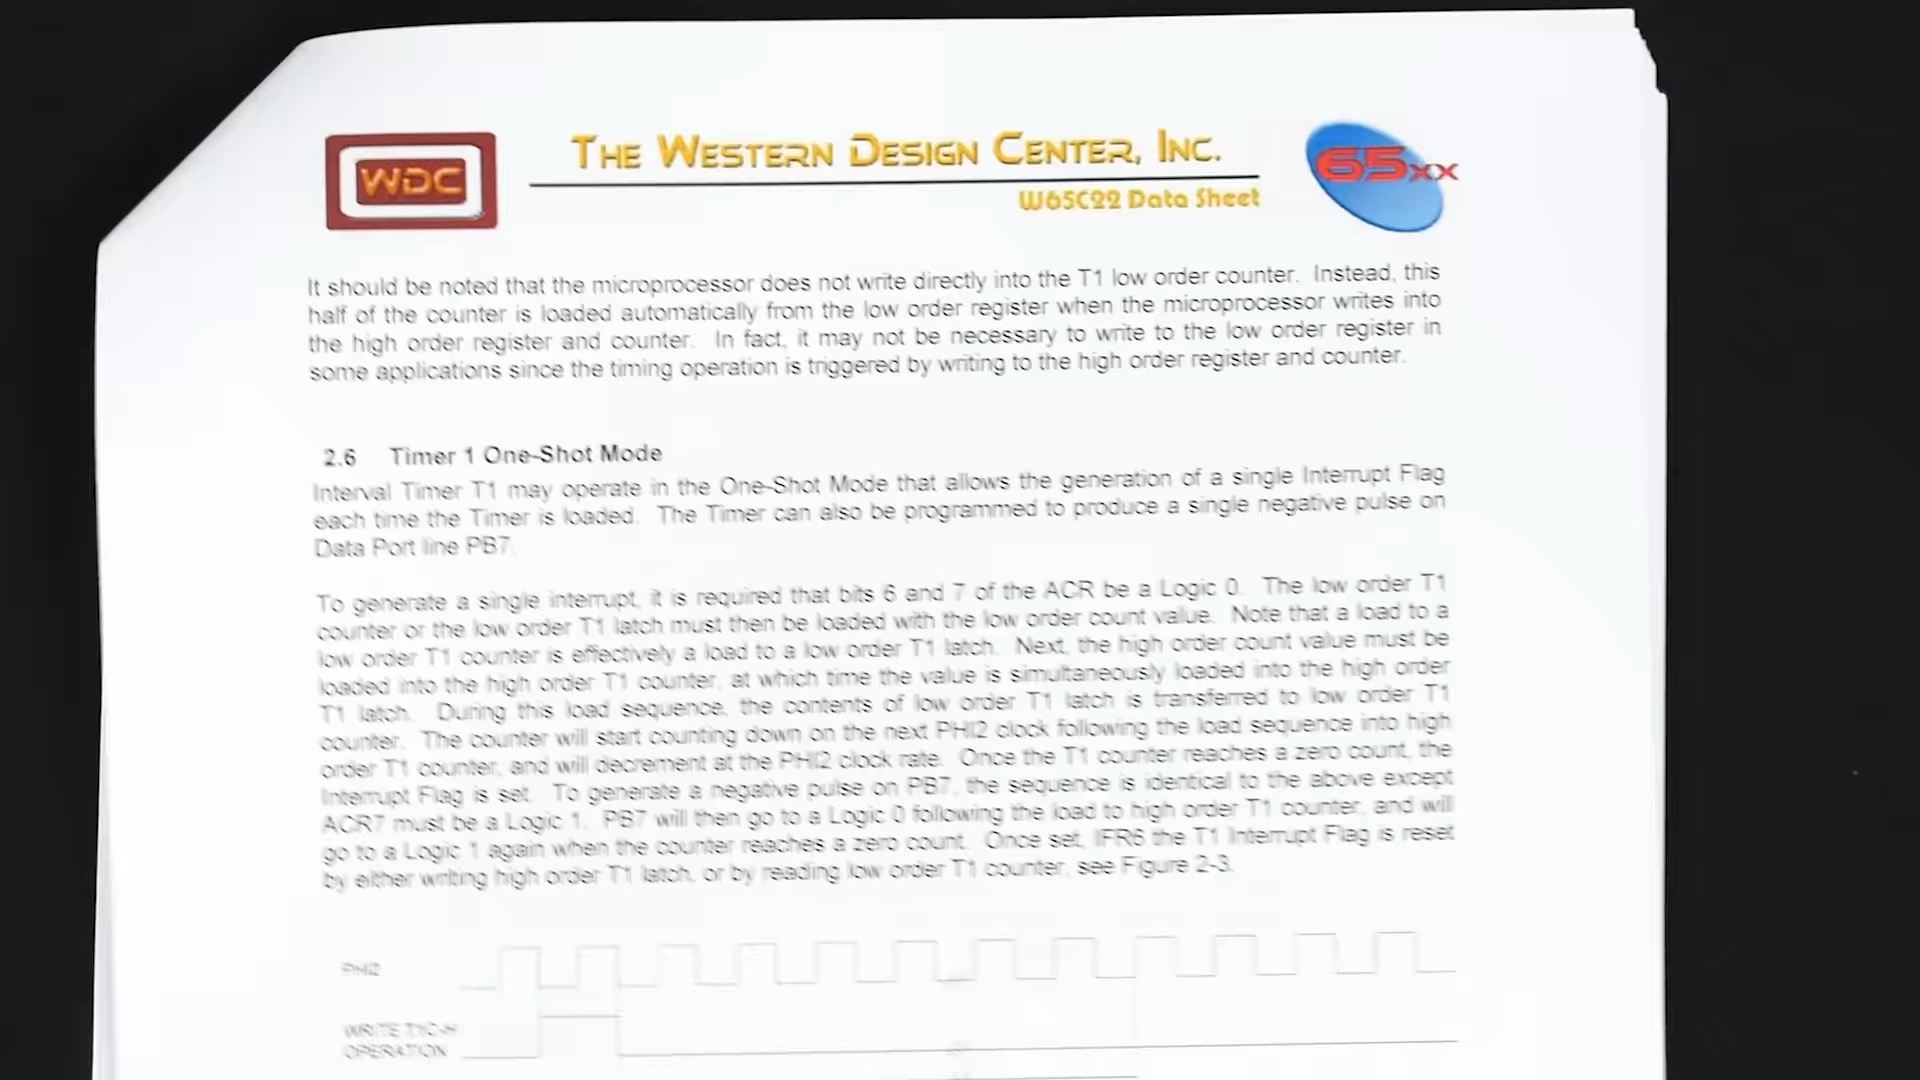 WDC
THE WESTERN DESIGN CENTER, INC.
W65C22 Data Sheet
65xx
It should be noted that the microprocessor does not write directly into the T1 low order counter. Instead, this
half of the counter is loaded automatically from the low order register when the microprocessor writes into
the high order register and counter. In fact, it may not be necessary to write to the low order register in
some applications since the timing operation is triggered by writing to the high order register and counter.
2.6 Timer 1 One-Shot Mode
Interval Timer T1 may operate in the One-Shot Mode that allows the generation of a single Interrupt Flag
each time the Timer is loaded. The Timer can also be programmed to produce a single negative pulse on
Data Port line PB7.
To generate a single interrupt, it is required that bits 6 and 7 of the ACR be a Logic 0. The low order T1
counter or the low order T1 latch must then be loaded with the low order count value. Note that a load to a
low order T1 counter is effectively a load to a low order T1 latch. Next, the high order count value must be
loaded into the high order T1 counter, at which time the value is simultaneously loaded into the high order
T1 latch. During this load sequence, the contents of low order T1 latch is transferred to low order T1
counter. The counter will start counting down on the next PHI2 clock following the load sequence into high
order T1 counter, and will decrement at the PHI2 clock rate. Once the T1 counter reaches a zero count, the
Interrupt Flag is set. To generate a negative pulse on PB7, the sequence is identical to the above except
ACR7 must be a Logic 1. PB7 will then go to a Logic 0 following the load to high order T1 counter, and will
go to a Logic 1 again when the counter reaches a zero count. Once set, IFR6 the T1 Interrupt Flag is reset
by either writing high order T1 latch, or by reading low order T1 counter, see Figure 2-3.
PHI2
WRITE T1C-H
OPERATION